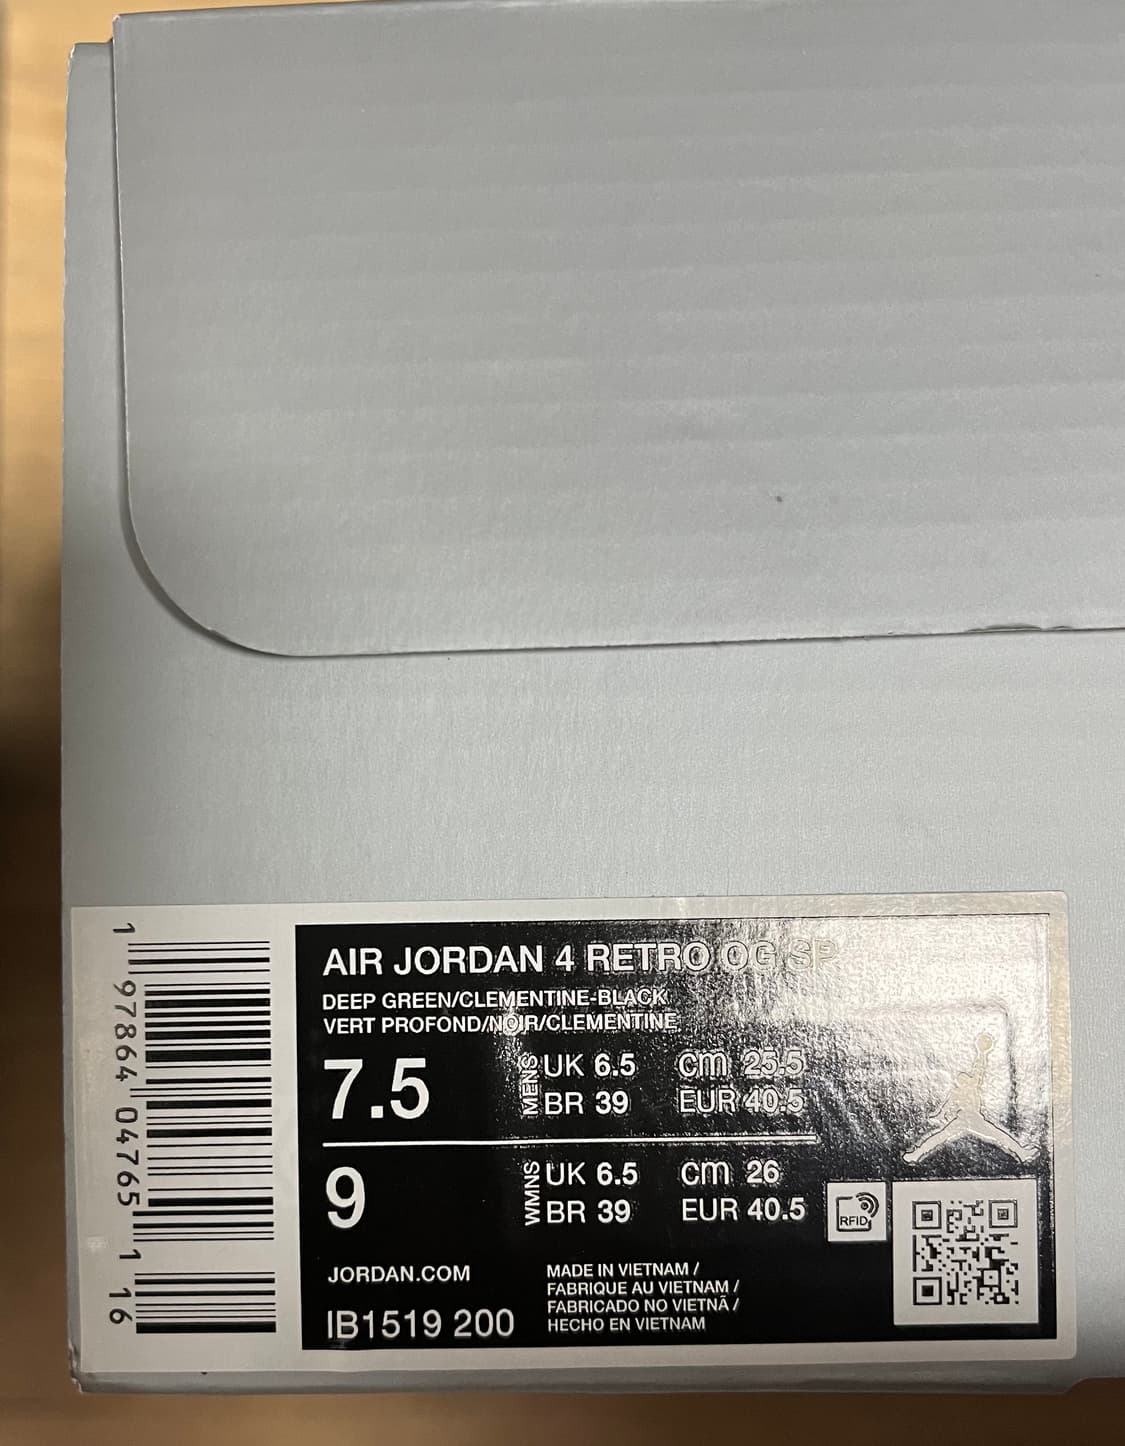 AIR JORDAN 4 RETRO OG SP
DEEP GREEN/CLEMENTINE-BLACK
VERT PROFOND/NOIR/CLEMENTINE
7.5 MENS UK 6.5 cm 25.5
BR 39 EUR 40.5
9 WMNS UK 6.5 cm 26
BR 39 EUR 40.5
RFID
JORDAN.COM
IB1519 200
MADE IN VIETNAM /
FABRIQUE AU VIETNAM /
FABRICADO NO VIETNÃ /
HECHO EN VIETNAM
1 97864 04765 1 16